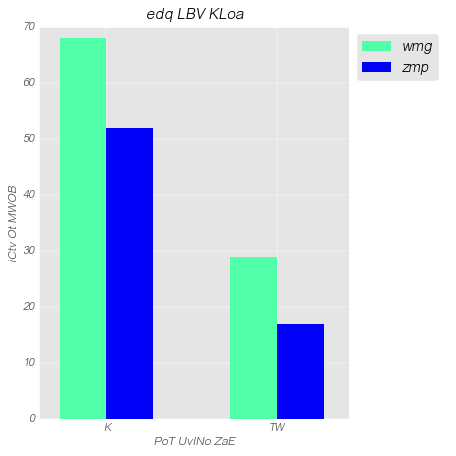 edq LBV KLoa
wmg
zmp
70
60
50
40
30
20
10
0
iCtv Ot MWOB
K
TW
PoT UvlNo ZaE